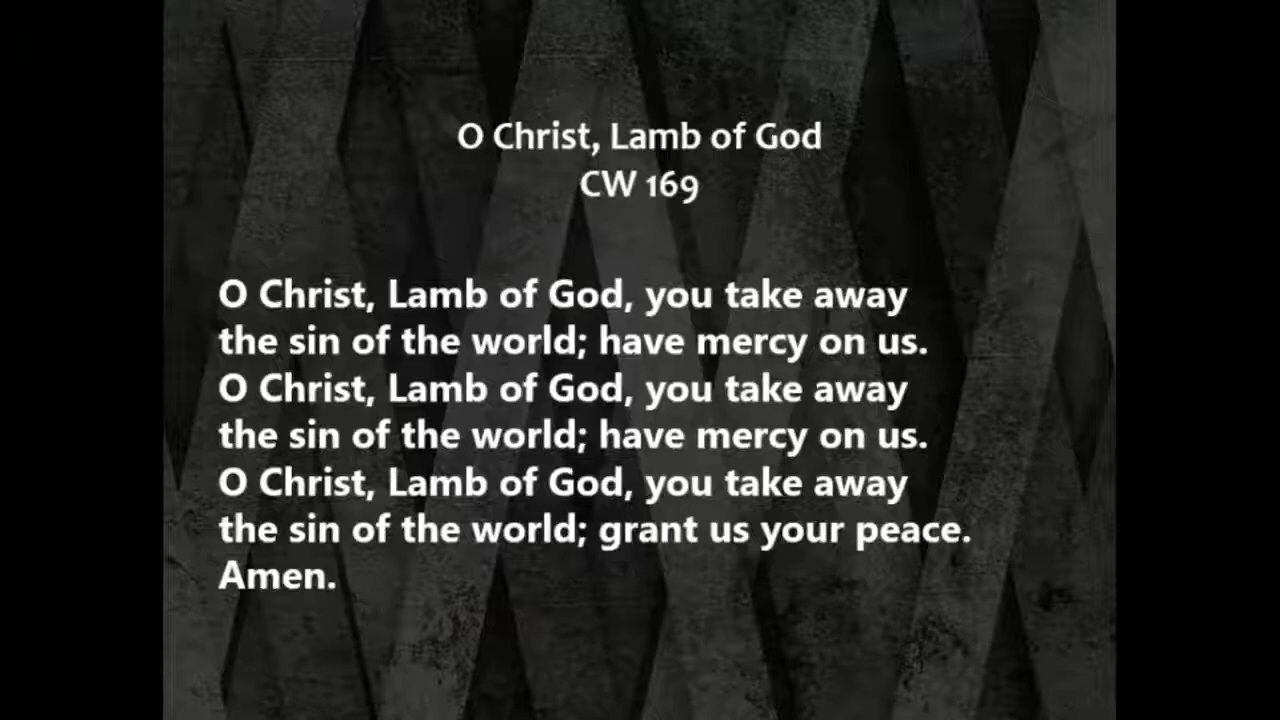 O Christ, Lamb of God
CW 169
O Christ, Lamb of God, you take away
the sin of the world; have mercy on us.
O Christ, Lamb of God, you take away
the sin of the world; have mercy on us.
O Christ, Lamb of God, you take away
the sin of the world; grant us your peace.
Amen.